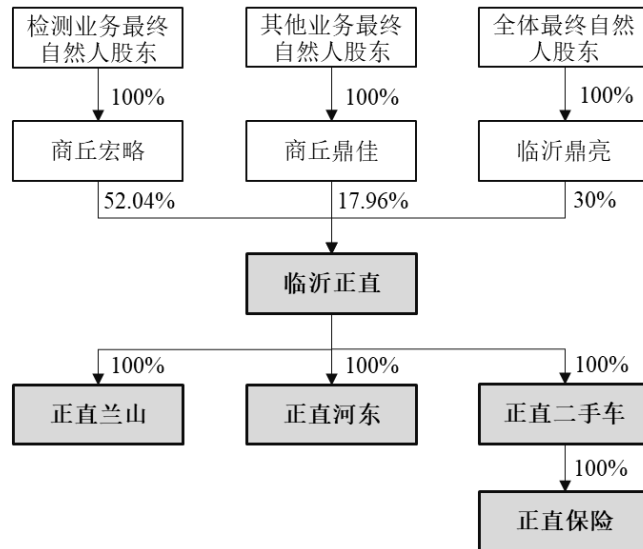 检测业务最终
自然人股东
其他业务最终
自然人股东
全体最终自然
人股东
100%
100%
100%
商丘宏略
商丘鼎佳
临沂鼎亮
52.04%
17.96%
30%
临沂正直
100%
100%
100%
正直兰山
正直河东
正直二手车
100%
正直保险